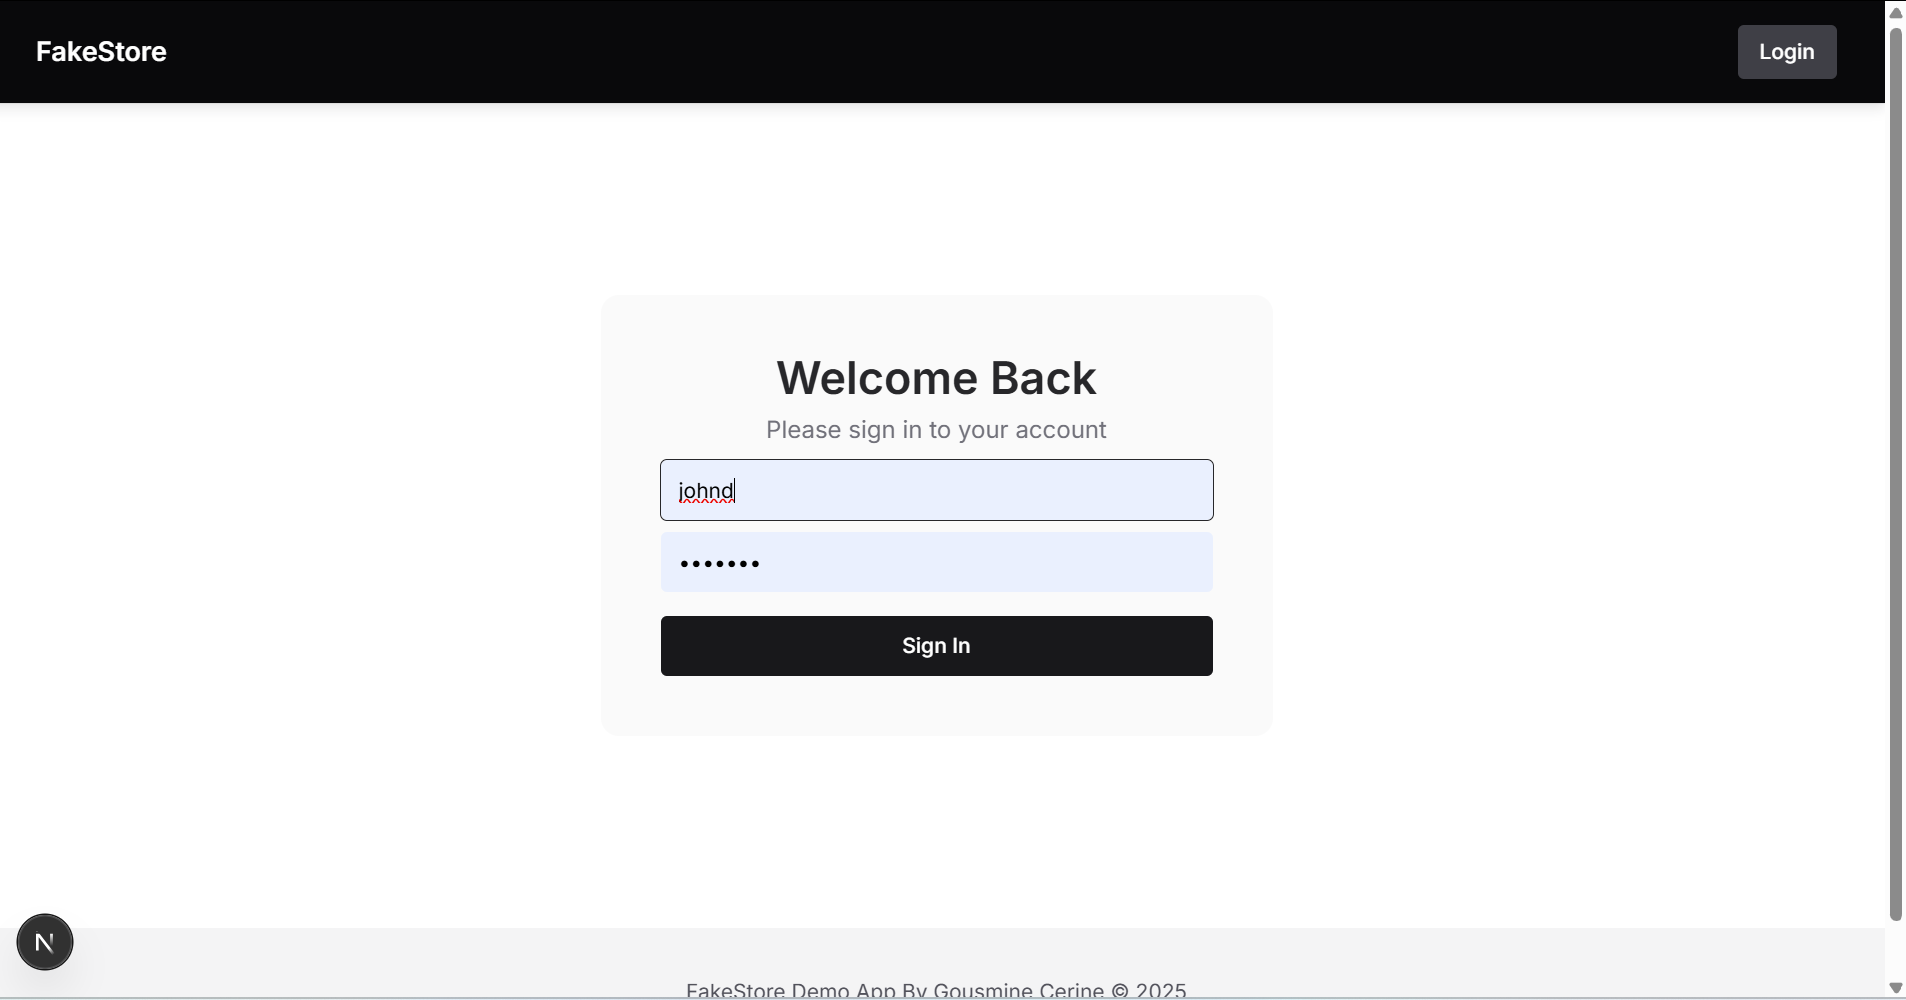 FakeStore
Login
Welcome Back
Please sign in to your account
johnd
•••••••
Sign In
N
FakeStore Demo App By Gousmine Cerine © 2025